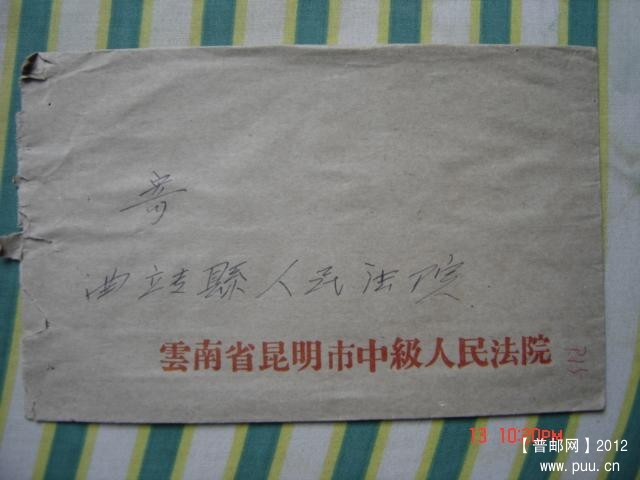 寄
曲靖縣人民法院
雲南省昆明市中級人民法院
13 10:20PM
【普邮网】2012
www.puu.cn